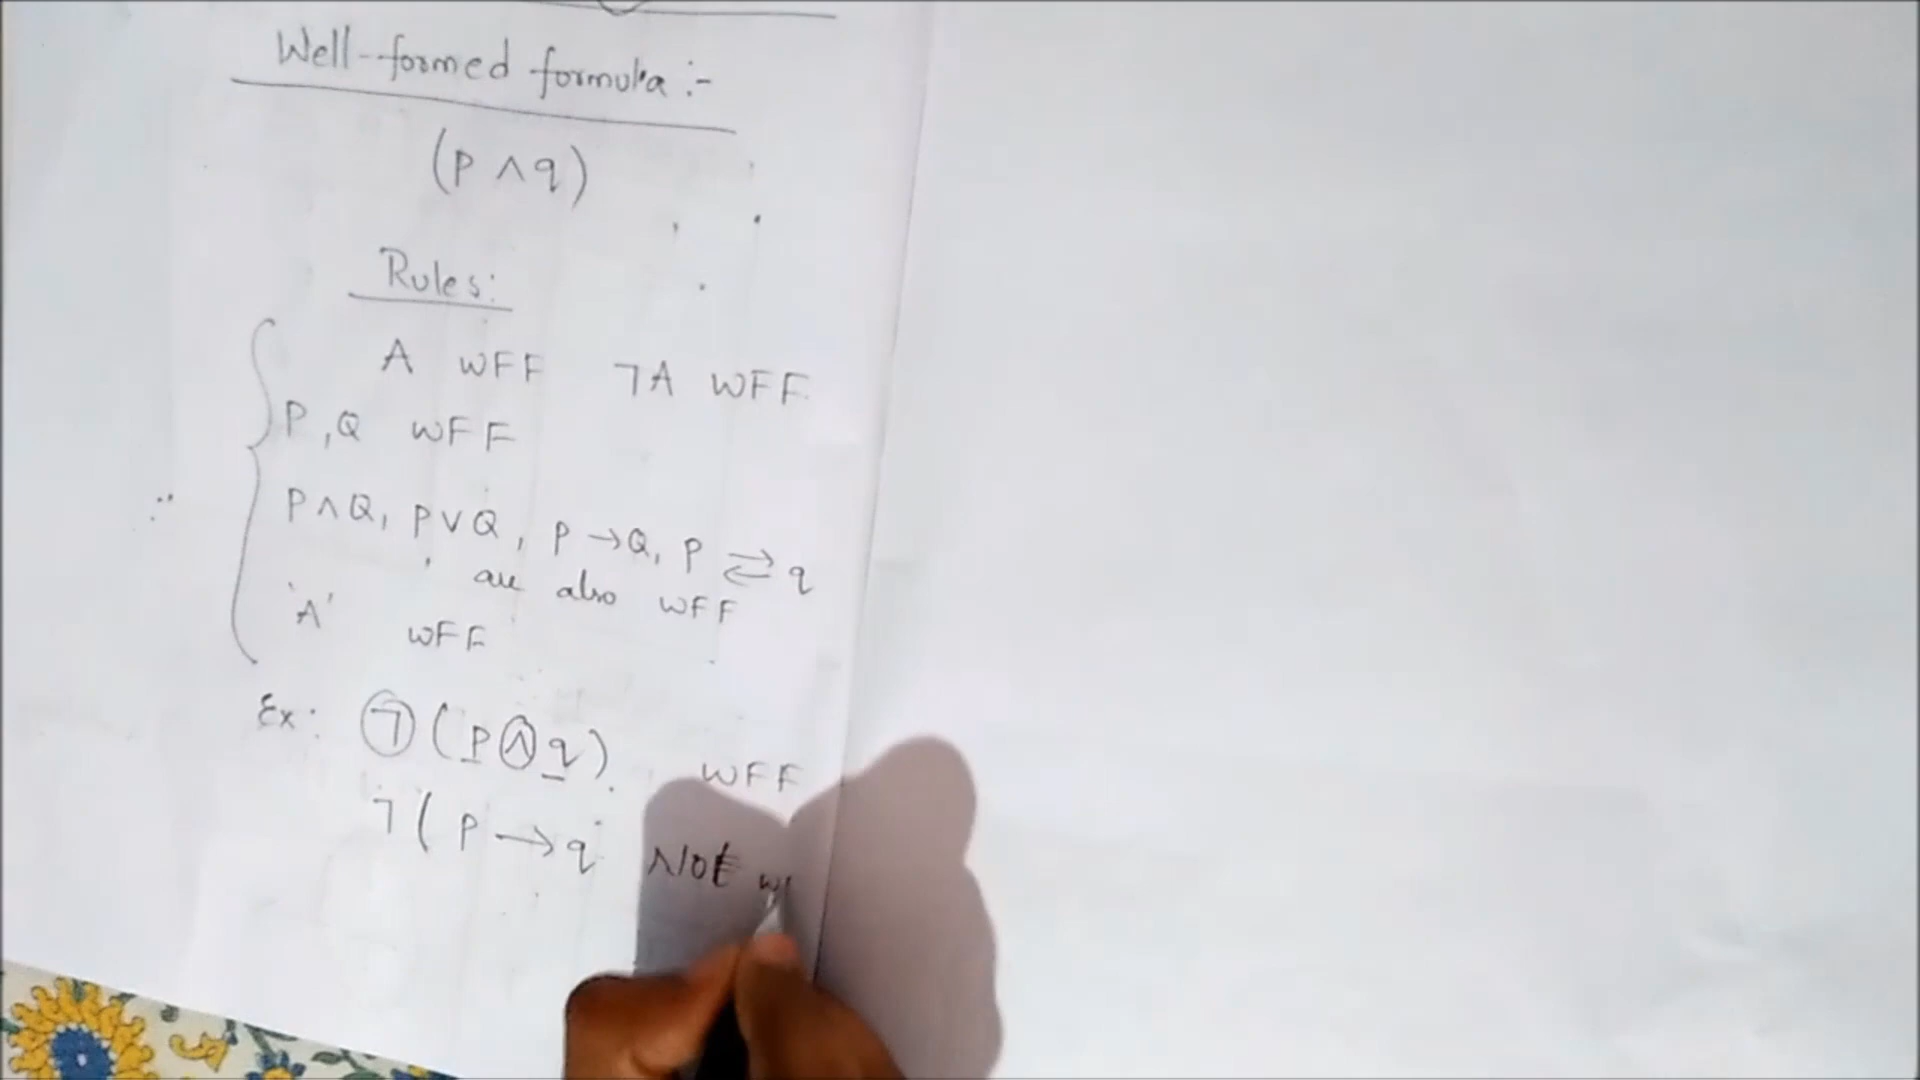 Well-formed formula :-
(p ∧ q)
Rules:
A WFF ¬A WFF
P, Q WFF
P∧Q, P∨Q, P→Q, P ⇄ q
are also WFF
'A' WFF
Ex: ¬(p∧q). WFF
¬(p→q Not